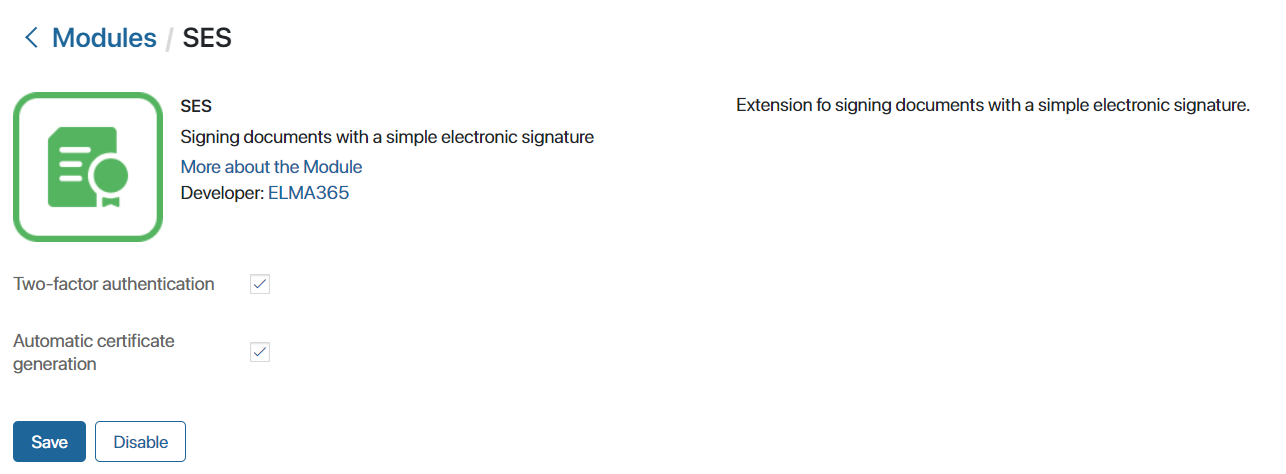 Modules / SES
SES
Signing documents with a simple electronic signature
More about the Module
Developer: ELMA365
Extension fo signing documents with a simple electronic signature.
Two-factor authentication
Automatic certificate
generation
Save
Disable